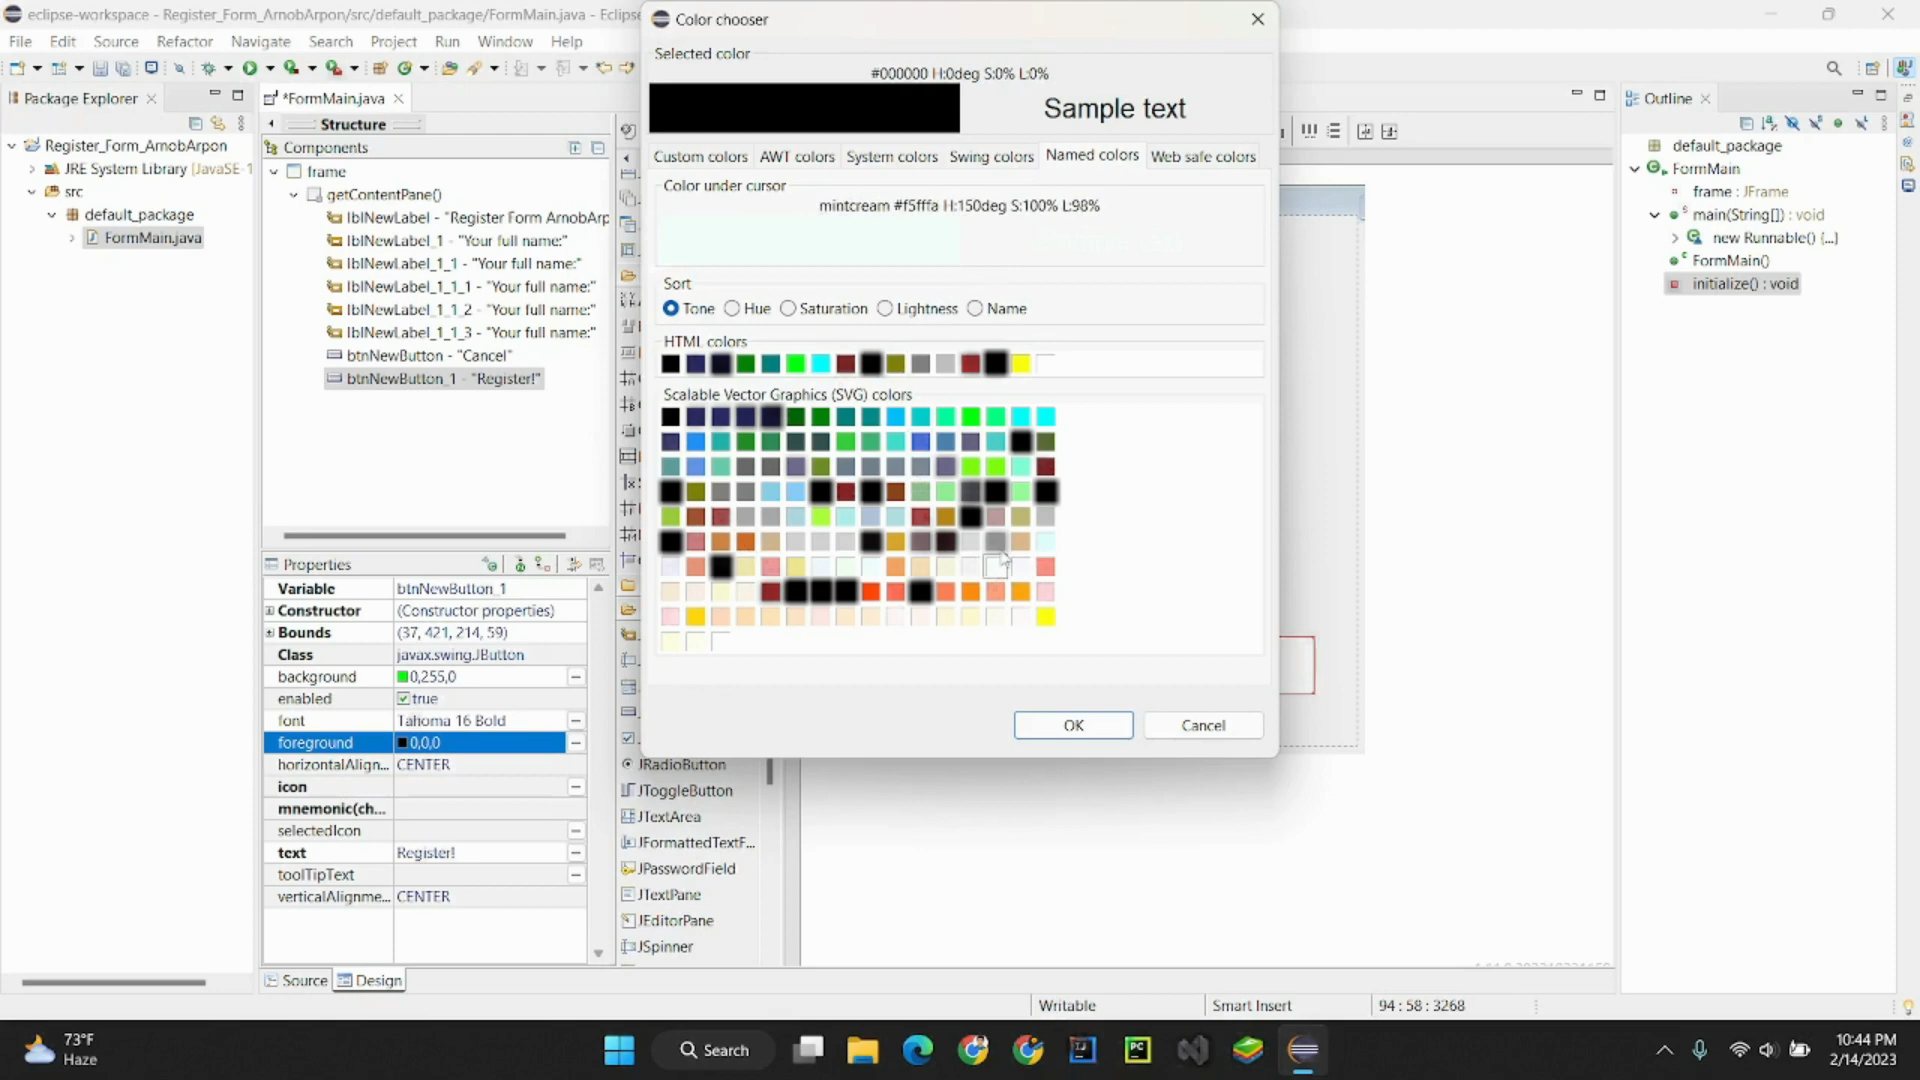 eclipse-workspace - Register_Form_ArnobArpon/src/default_package/FormMain.java - Eclipse
File Edit Source Refactor Navigate Search Project Run Window Help
Package Explorer
Register_Form_ArnobArpon
JRE System Library [JavaSE-1
src
default_package
FormMain.java
*FormMain.java
Structure
Components
frame
getContentPane()
lblNewLabel - "Register Form ArnobArp
lblNewLabel_1 - "Your full name:"
lblNewLabel_1_1 - "Your full name:"
lblNewLabel_1_1_1 - "Your full name:"
lblNewLabel_1_1_2 - "Your full name:"
lblNewLabel_1_1_3 - "Your full name:"
btnNewButton - "Cancel"
btnNewButton_1 - "Register!"
Properties
Variable btnNewButton_1
Constructor (Constructor properties)
Bounds (37, 421, 214, 59)
Class javax.swing.JButton
background 0,255,0
enabled true
font Tahoma 16 Bold
foreground 0,0,0
horizontalAlign... CENTER
icon
mnemonic(ch...
selectedIcon
text Register!
toolTipText
verticalAlignme... CENTER
Source Design
JRadioButton
JToggleButton
JTextArea
JFormattedTextF...
JPasswordField
JTextPane
JEditorPane
JSpinner
Color chooser
Selected color
#000000 H:0deg S:0% L:0%
Sample text
Custom colors AWT colors System colors Swing colors Named colors Web safe colors
Color under cursor
mintcream #f5fffa H:150deg S:100% L:98%
Sort
Tone Hue Saturation Lightness Name
HTML colors
Scalable Vector Graphics (SVG) colors
OK Cancel
Outline
default_package
FormMain
frame : JFrame
main(String[]) : void
new Runnable() {...}
FormMain()
initialize() : void
Writable Smart Insert 94 : 58 : 3268
73°F
Haze
Search
10:44 PM
2/14/2023